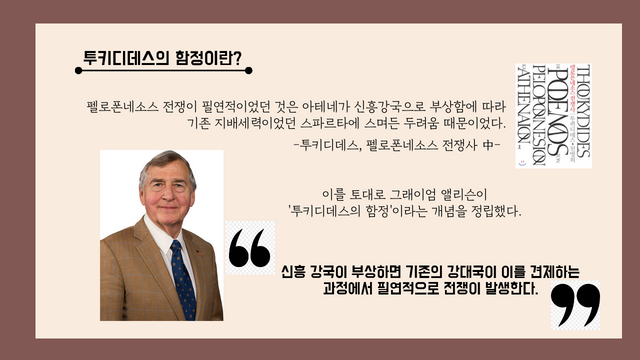 투키디데스의 함정이란?
펠로폰네소스 전쟁이 필연적이었던 것은 아테네가 신흥강국으로 부상함에 따라
기존 지배세력이었던 스파르타에 스며든 두려움 때문이었다.
-투키디데스, 펠로폰네소스 전쟁사 中-
THOUKYDIDES
POLEMOS
PELOPONNESION
ATHENAION
이를 토대로 그래이엄 앨리슨이
'투키디데스의 함정'이라는 개념을 정립했다.
“
신흥 강국이 부상하면 기존의 강대국이 이를 견제하는
과정에서 필연적으로 전쟁이 발생한다.
”